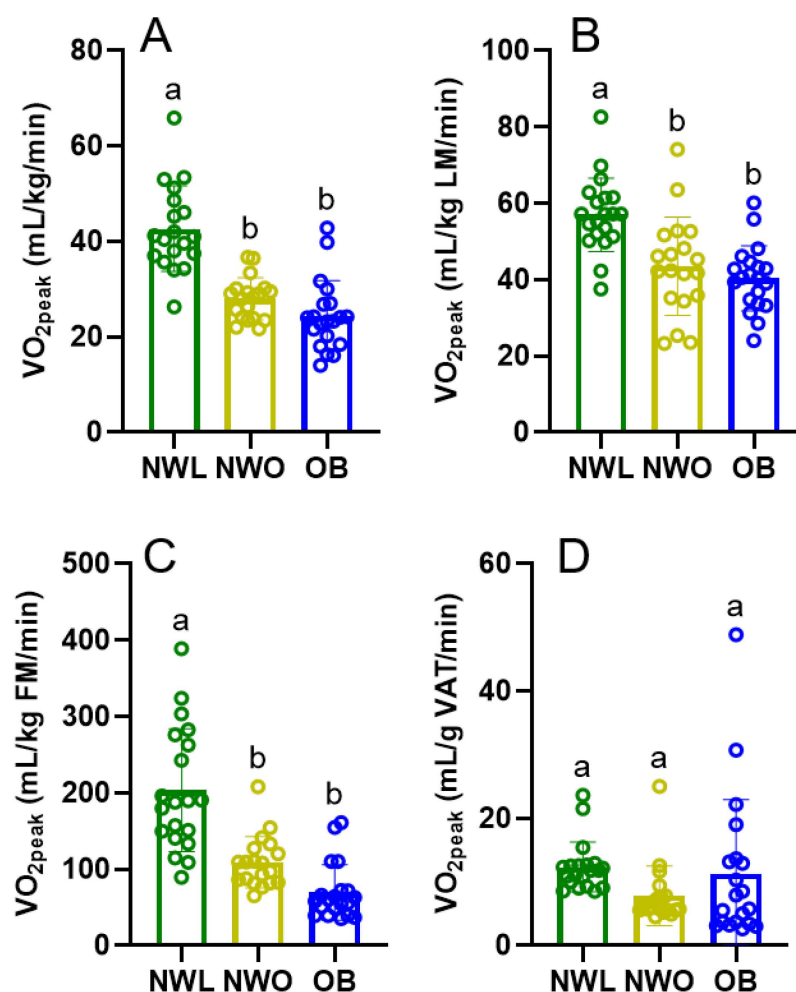 A
VO2peak (mL/kg/min)
80
60
40
20
0
a
b
b
NWL NWO OB
B
VO2peak (mL/kg LM/min)
100
80
60
40
20
0
a
b
b
NWL NWO OB
C
VO2peak (mL/kg FM/min)
500
400
300
200
100
0
a
b
b
NWL NWO OB
D
VO2peak (mL/g VAT/min)
60
40
20
0
a
a
a
NWL NWO OB